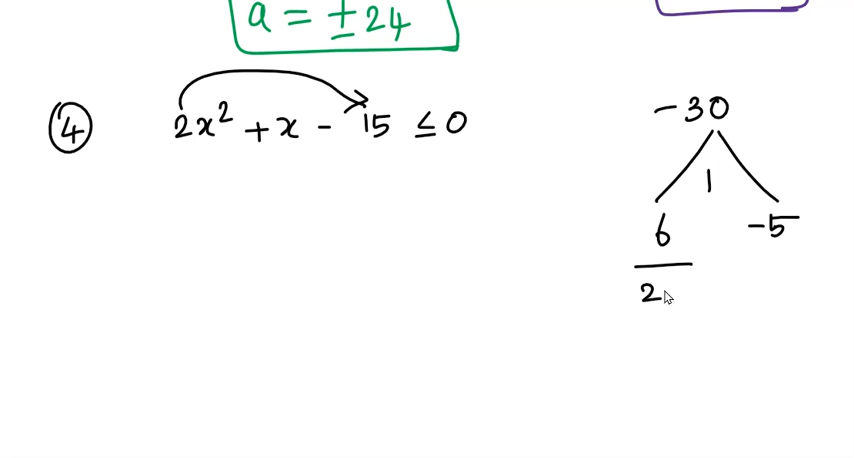 a = ±24
④ 2x² + x - 15 ≤ 0
-30
1
6 -5
2